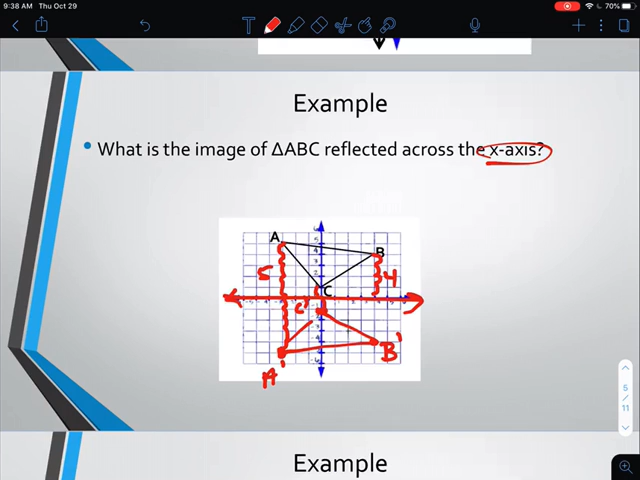 9:38 AM Thu Oct 29
70%
Example
What is the image of ΔABC reflected across the x-axis?
A
B
5
4
C
C'
B'
A'
5
/
11
Example